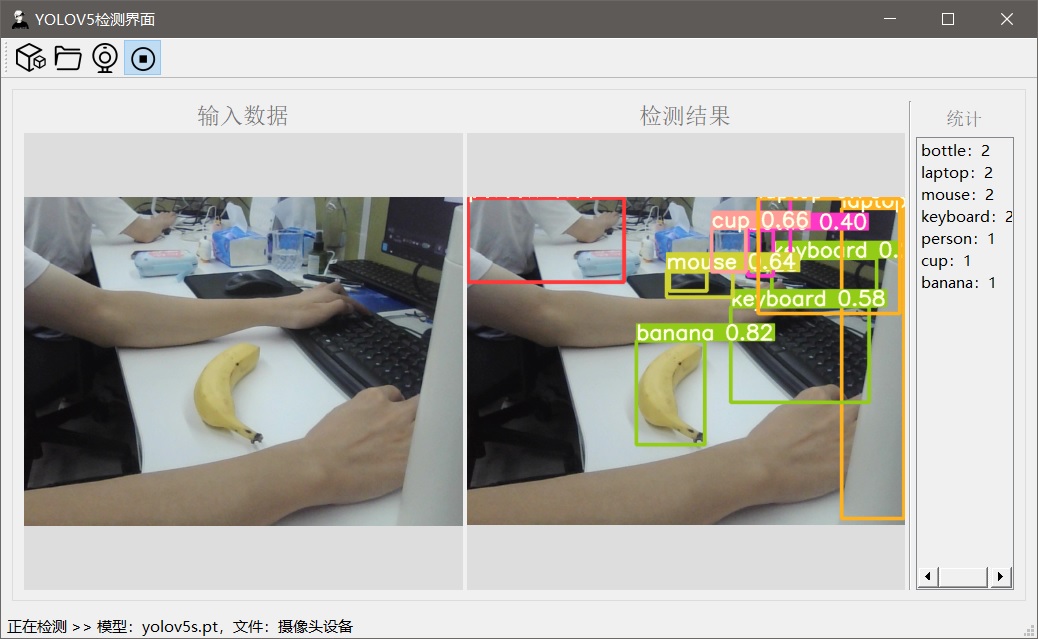 YOLOV5检测界面
输入数据
检测结果
统计
cup 0.66
0.40
laptop
keyboard 0.
mouse 0.64
keyboard 0.58
banana 0.82
bottle: 2
laptop: 2
mouse: 2
keyboard: 2
person: 1
cup: 1
banana: 1
正在检测 >> 模型: yolov5s.pt, 文件: 摄像头设备